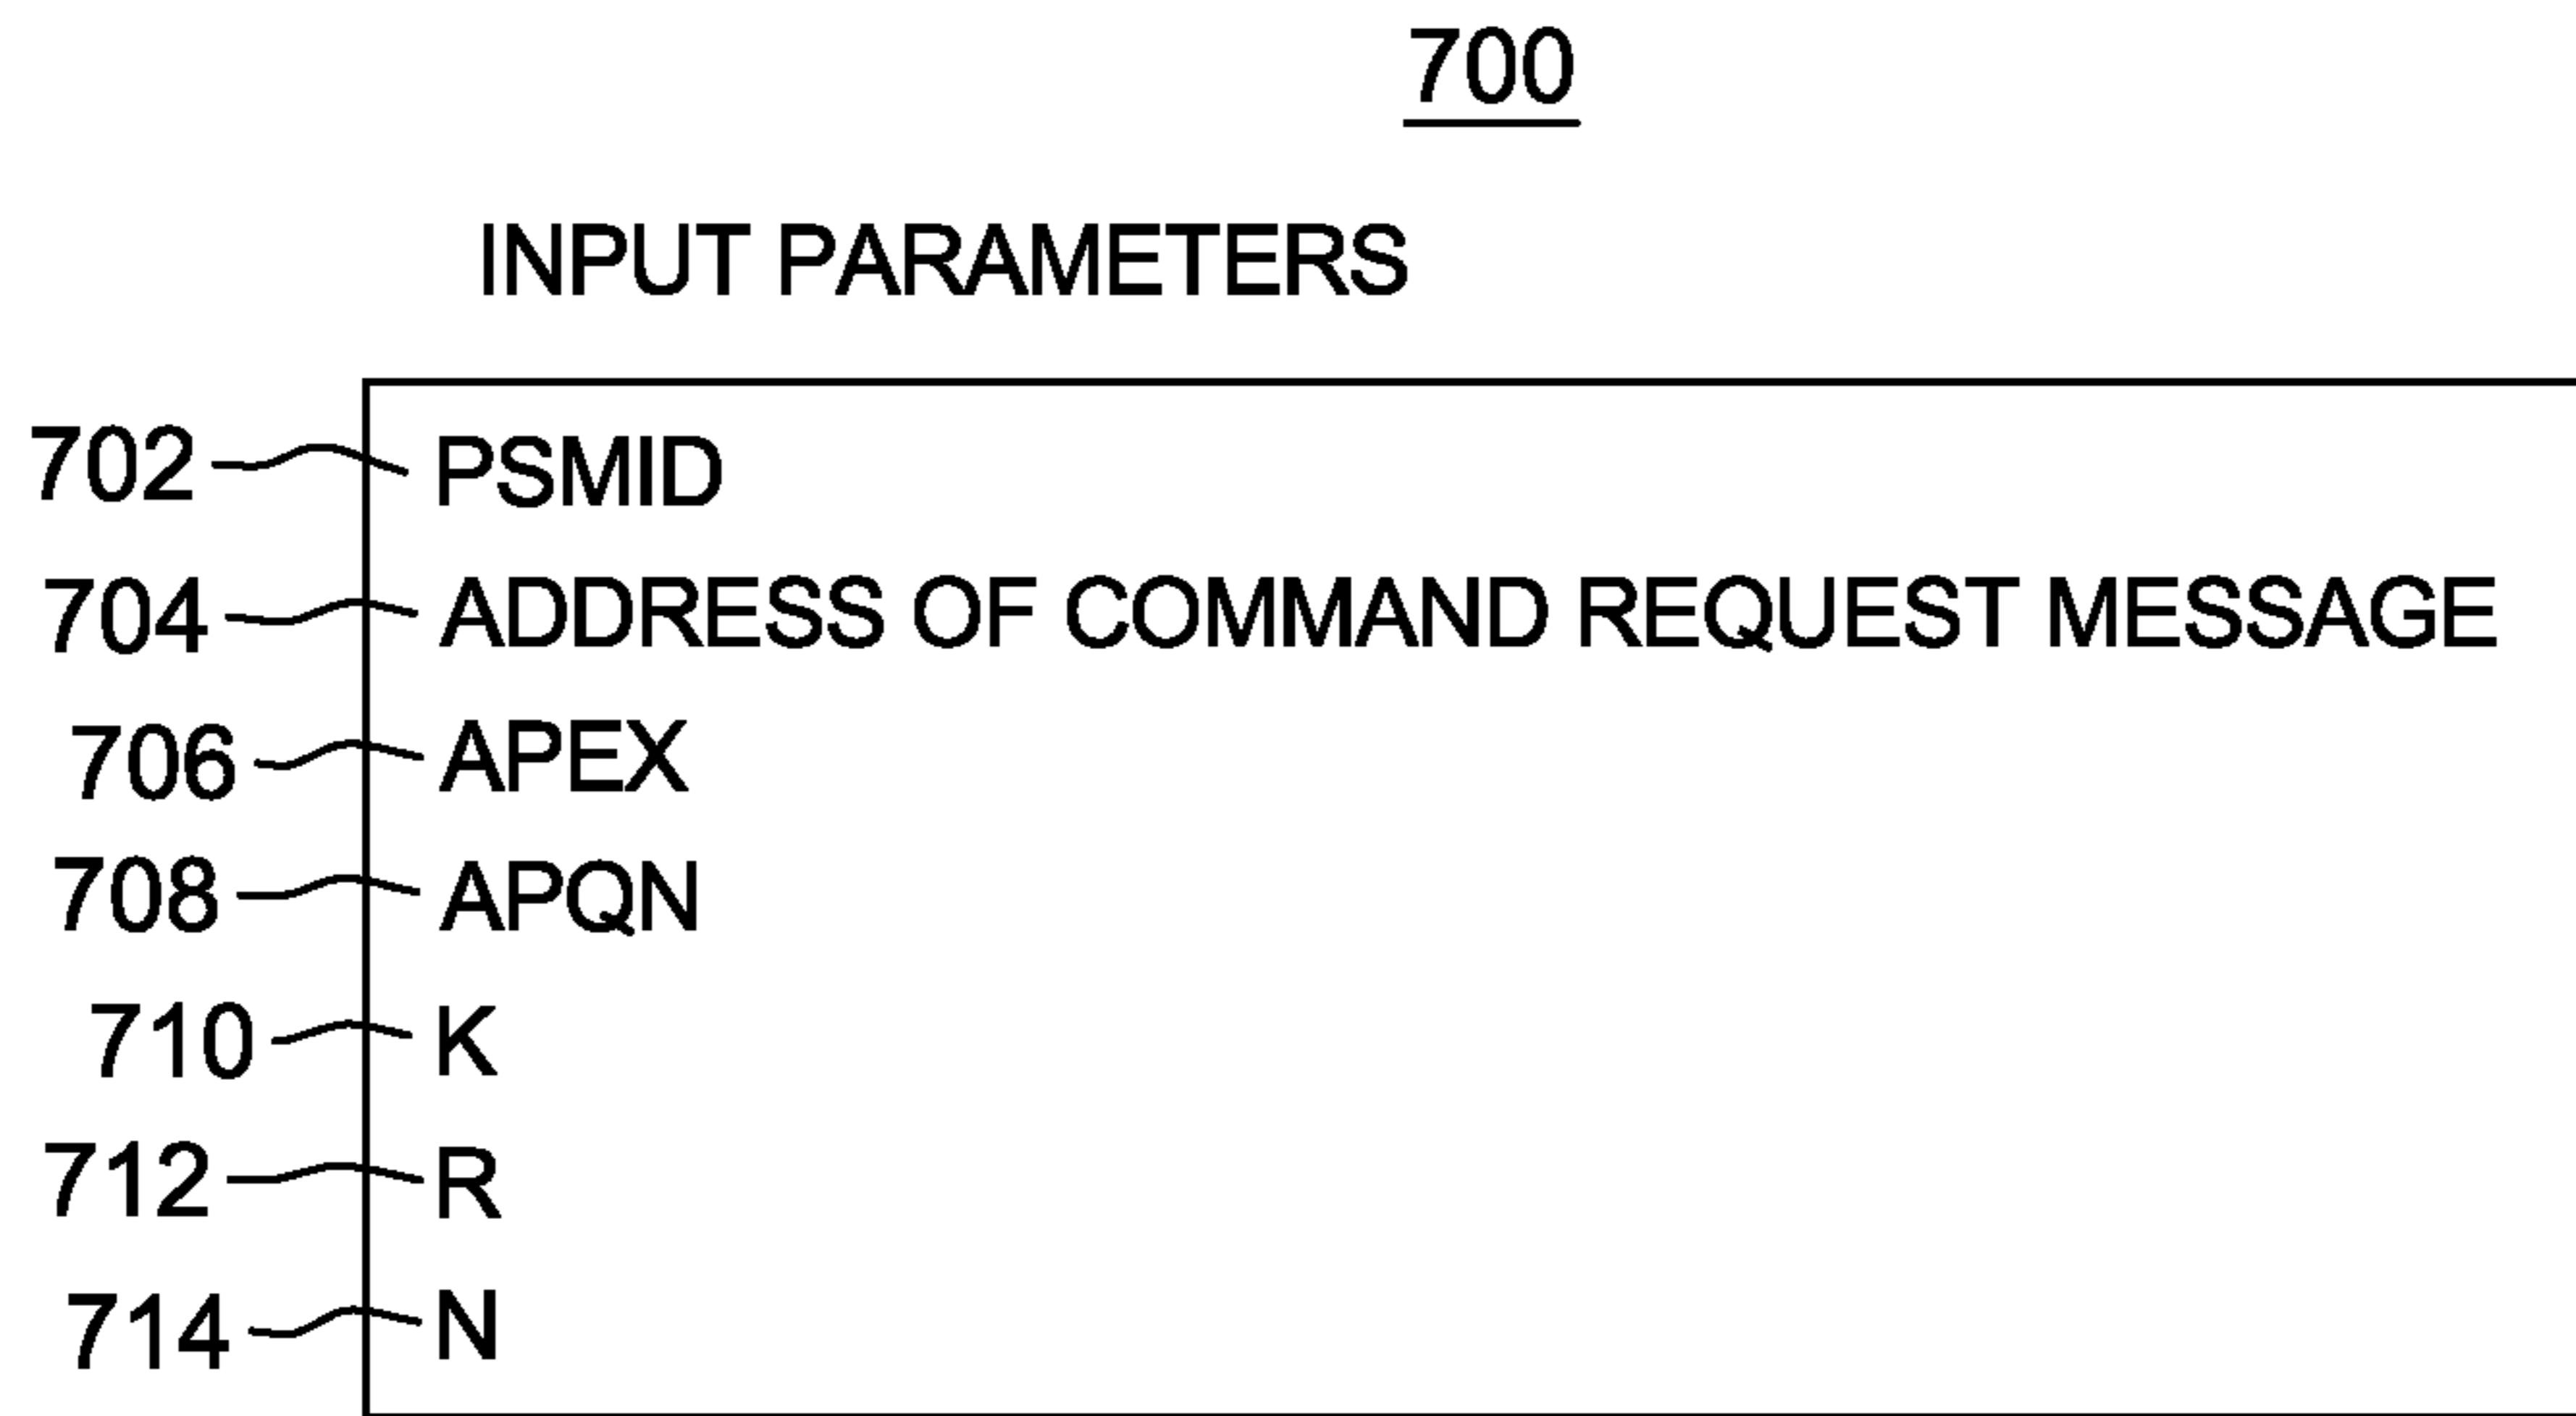 700
INPUT PARAMETERS
702 PSMID
704 ADDRESS OF COMMAND REQUEST MESSAGE
706 APEX
708 APQN
710 K
712 R
714 N